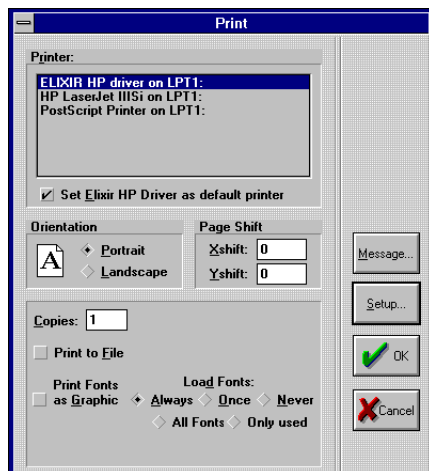 Print
Printer:
ELIXIR HP driver on LPT1:
HP LaserJet IIISi on LPT1:
PostScript Printer on LPT1:
Set Elixir HP Driver as default printer
Orientation
A
Portrait
Landscape
Page Shift
Xshift: 0
Yshift: 0
Copies: 1
Print to File
Print Fonts
as Graphic
Load Fonts:
Always Once Never
All Fonts Only used
Message...
Setup...
OK
Cancel